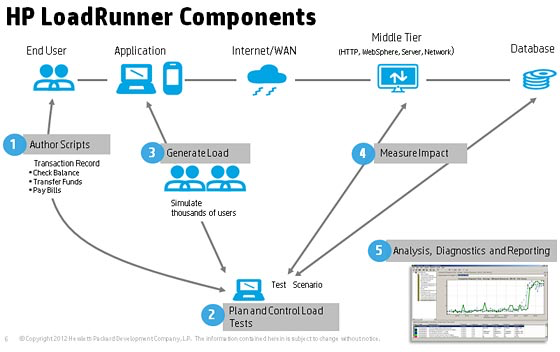 HP LoadRunner Components
End User
Application
Internet/WAN
Middle Tier
(HTTP, WebSphere, Server, Network)
Database
1 Author Scripts
Transaction Record
• Check Balance
• Transfer Funds
• Pay Bills
3 Generate Load
Simulate
thousands of users
4 Measure Impact
5 Analysis, Diagnostics and Reporting
Test Scenario
2 Plan and Control Load
Tests
6 © Copyright 2012 Hewlett-Packard Development Company, L.P. The information contained herein is subject to change without notice.